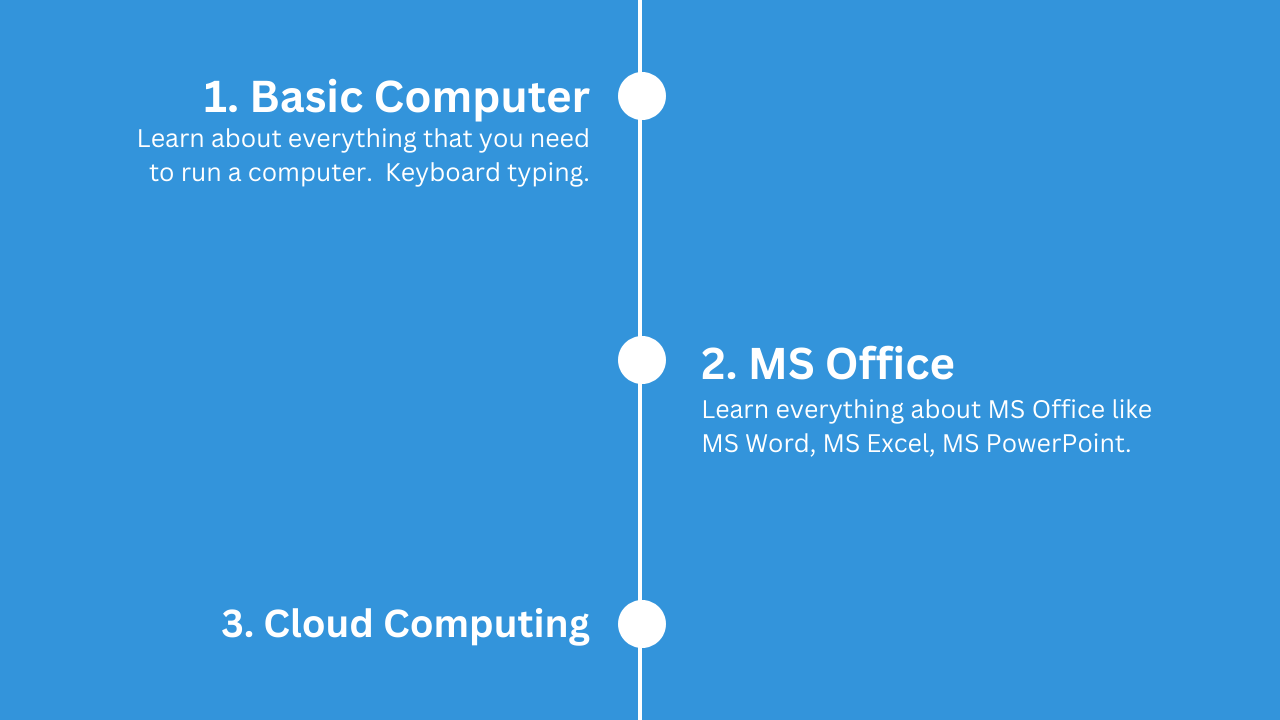 1. Basic Computer
Learn about everything that you need
to run a computer.  Keyboard typing.
2. MS Office
Learn everything about MS Office like
MS Word, MS Excel, MS PowerPoint.
3. Cloud Computing